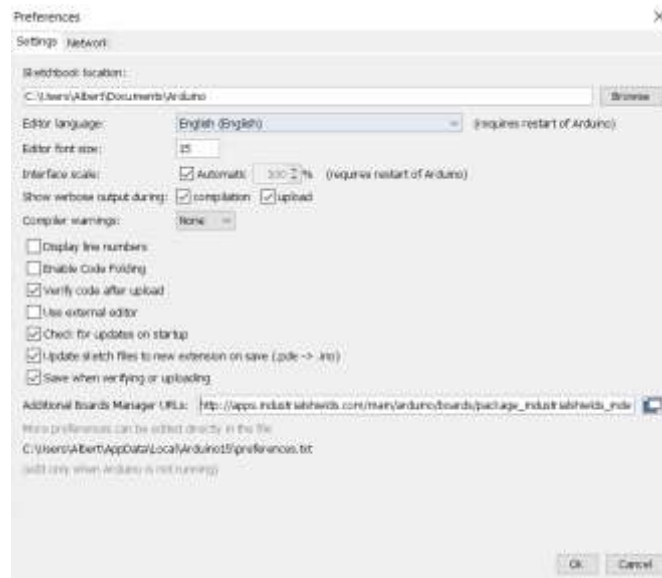 Preferences
Settings Network
Sketchbook location:
C:\Users\Albert\Documents\Arduino Browse
Editor language: English (English) (requires restart of Arduino)
Editor font size: 15
Interface scale: Automatic 100 % (requires restart of Arduino)
Show verbose output during: compilation upload
Compiler warnings: None
Display line numbers
Enable Code Folding
Verify code after upload
Use external editor
Check for updates on startup
Update sketch files to new extension on save (.pde -> .ino)
Save when verifying or uploading
Additional Boards Manager URLs: http://apps.industrialshields.com/main/arduino/boards/package_industrialshields_inde
More preferences can be edited directly in the file
C:\Users\Albert\AppData\Local\Arduino15\preferences.txt
(edit only when Arduino is not running)
OK Cancel